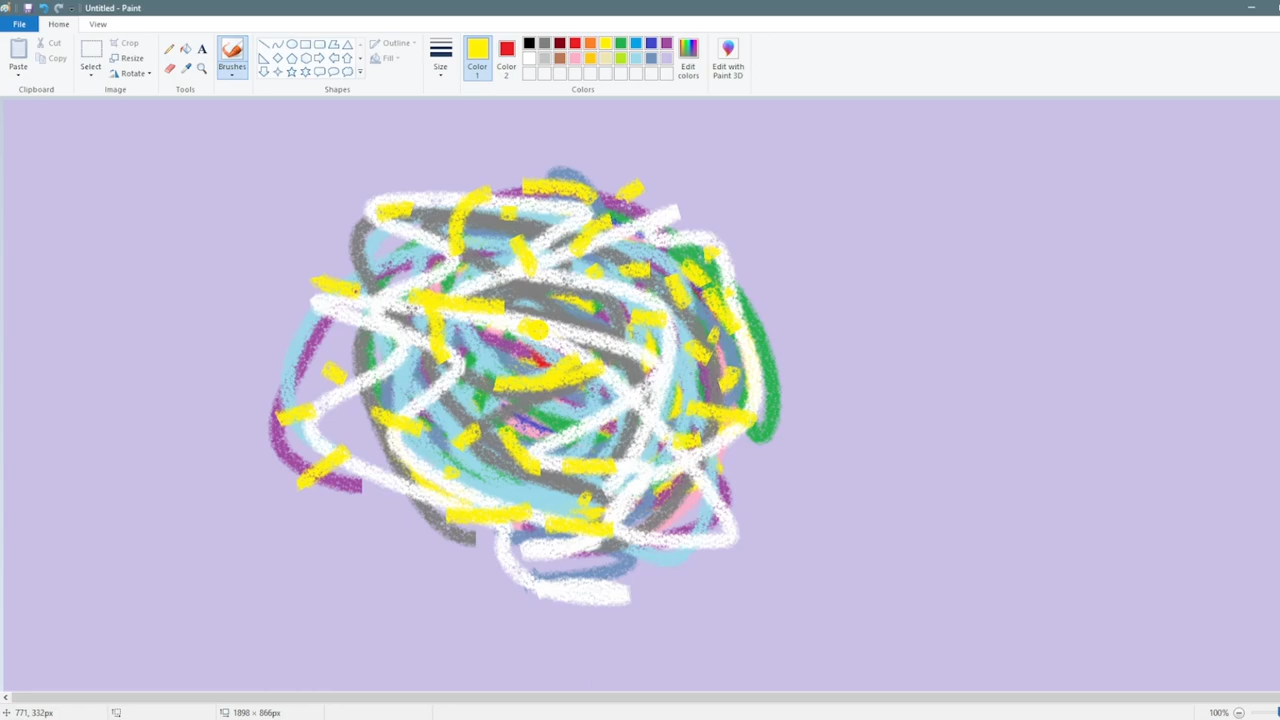 Untitled - Paint
File Home View
Paste
Cut
Copy
Select
Crop
Resize
Rotate
A
Brushes
Outline
Fill
Size
Color 1
Color 2
Edit colors
Edit with Paint 3D
Clipboard Image Tools Shapes Colors
771, 332px 1898 × 866px 100%